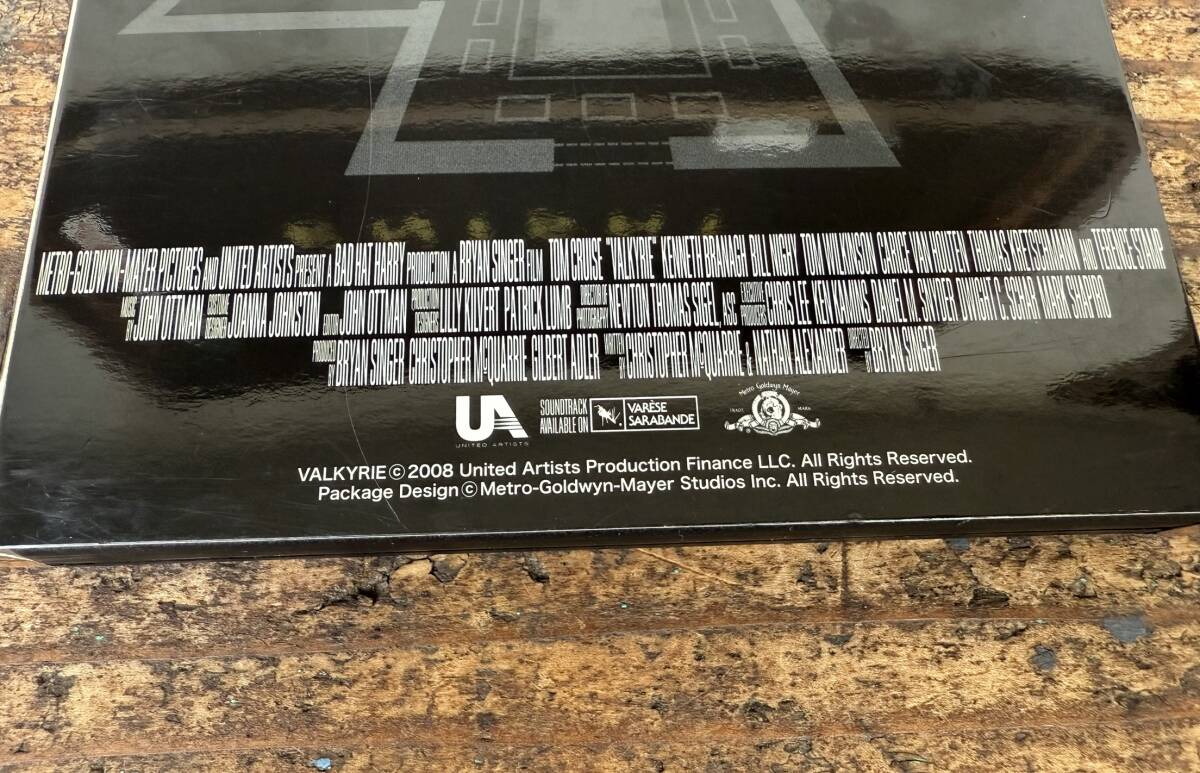 METRO-GOLDWYN-MAYER PICTURES AND UNITED ARTISTS PRESENT A BAD HAT HARRY PRODUCTION A BRYAN SINGER FILM TOM CRUISE "VALKYRIE" KENNETH BRANAGH BILL NIGHY TOM WILKINSON CARICE VAN HOUTEN THOMAS KRETSCHMANN AND TERENCE STAMP
MUSIC BY JOHN OTTMAN COSTUME DESIGNER JOANNA JOHNSTON EDITOR JOHN OTTMAN PRODUCTION DESIGNERS LILLY KILVERT PATRICK LUMB DIRECTOR OF PHOTOGRAPHY NEWTON THOMAS SIGEL, ASC EXECUTIVE PRODUCERS CHRIS LEE KEN KAMINS DANIEL M. SNYDER DWIGHT C. SCHAR MARK SHAPIRO
PRODUCED BY BRYAN SINGER CHRISTOPHER McQUARRIE GILBERT ADLER WRITTEN BY CHRISTOPHER McQUARRIE & NATHAN ALEXANDER DIRECTED BY BRYAN SINGER
UA
UNITED ARTISTS
SOUNDTRACK AVAILABLE ON
VARÈSE SARABANDE
Metro Goldwyn Mayer
TRADE MARK
VALKYRIE©2008 United Artists Production Finance LLC. All Rights Reserved.
Package Design©Metro-Goldwyn-Mayer Studios Inc. All Rights Reserved.